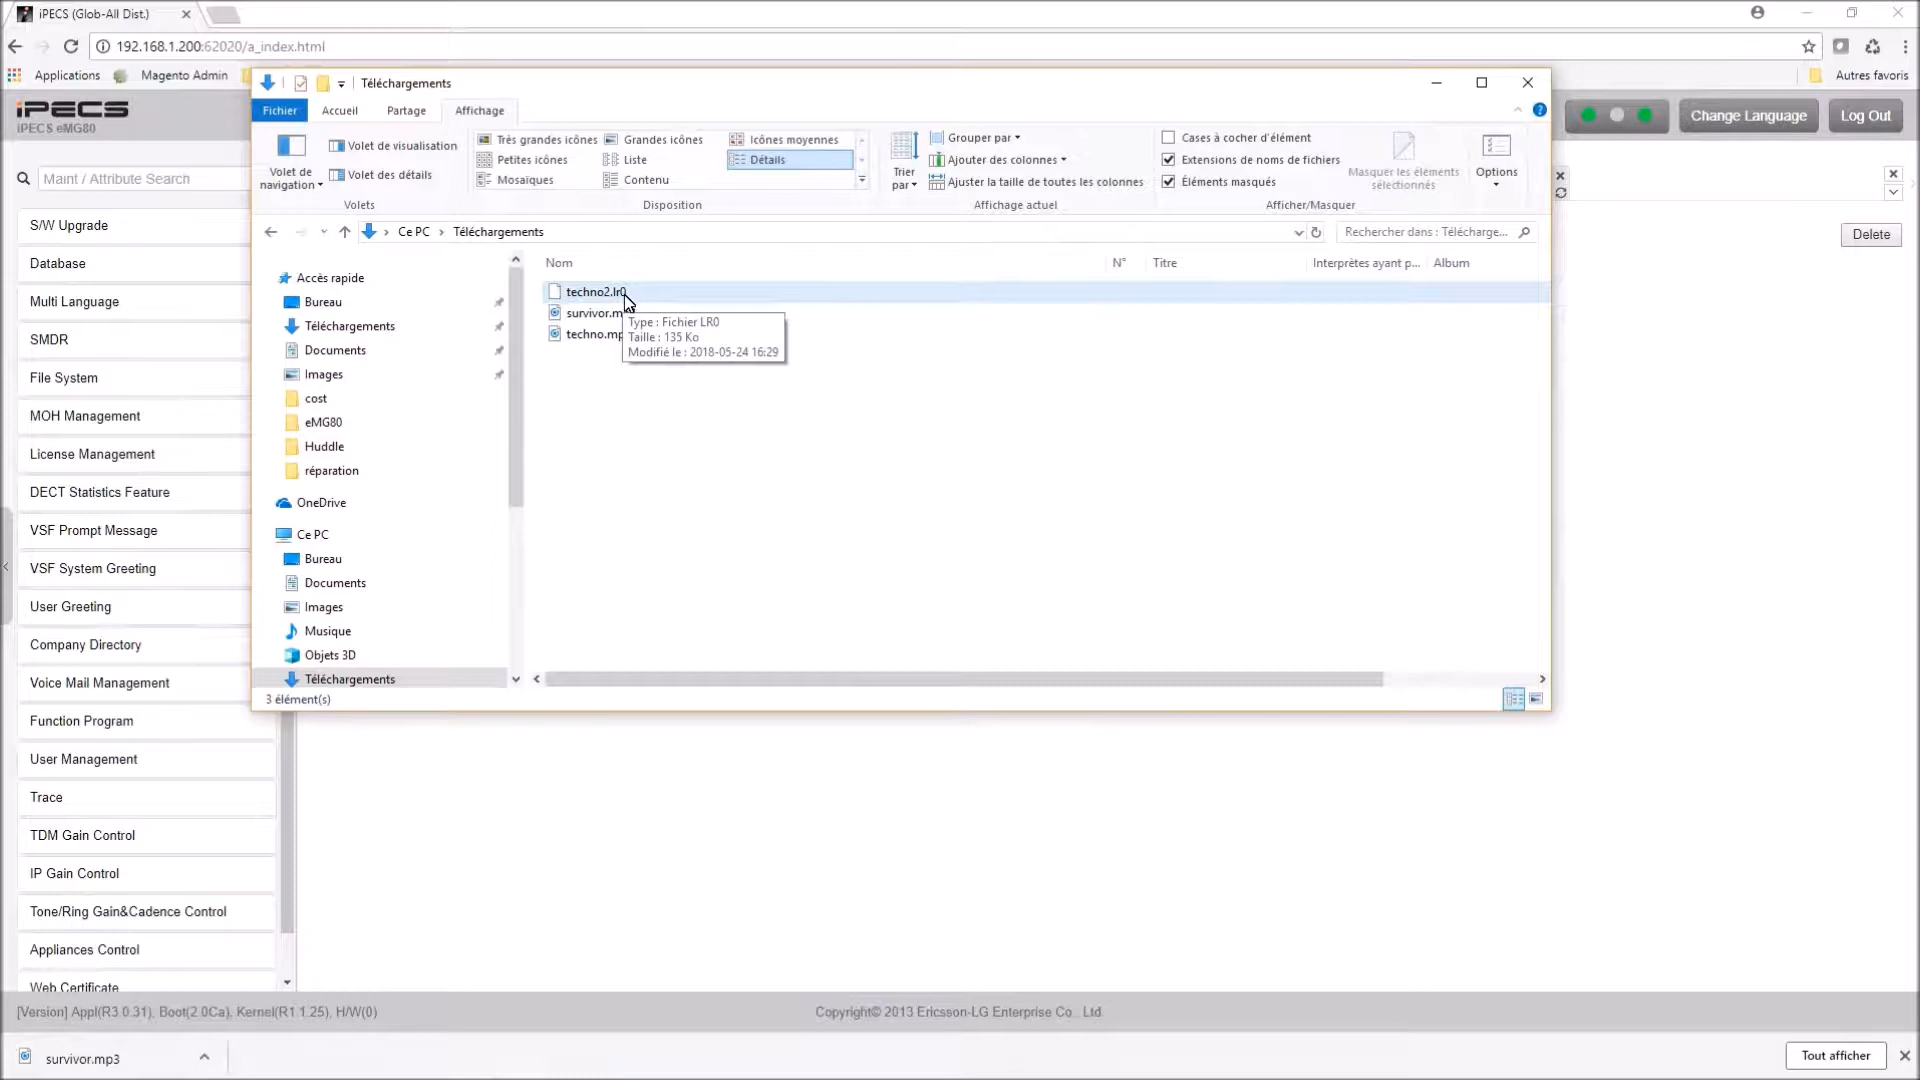 iPECS (Glob-All Dist.)
192.168.1.200:62020/a_index.html
Applications
Magento Admin
Autres favoris
iPECS
iPECS eMG80
Change Language
Log Out
Maint / Attribute Search
Delete
S/W Upgrade
Database
Multi Language
SMDR
File System
MOH Management
License Management
DECT Statistics Feature
VSF Prompt Message
VSF System Greeting
User Greeting
Company Directory
Voice Mail Management
Function Program
User Management
Trace
TDM Gain Control
IP Gain Control
Tone/Ring Gain&Cadence Control
Appliances Control
Web Certificate
Téléchargements
Fichier
Accueil
Partage
Affichage
Volet de navigation
Volet de visualisation
Volet des détails
Volets
Très grandes icônes
Grandes icônes
Icônes moyennes
Petites icônes
Liste
Détails
Mosaïques
Contenu
Disposition
Trier par
Grouper par
Ajouter des colonnes
Ajuster la taille de toutes les colonnes
Affichage actuel
Cases à cocher d'élément
Extensions de noms de fichiers
Éléments masqués
Masquer les éléments sélectionnés
Afficher/Masquer
Options
Ce PC
Téléchargements
Rechercher dans : Télécharge...
Nom
N°
Titre
Interprètes ayant p...
Album
techno2.lr0
survivor.m
techno.mp
Type : Fichier LR0
Taille : 135 Ko
Modifié le : 2018-05-24 16:29
Accès rapide
Bureau
Téléchargements
Documents
Images
cost
eMG80
Huddle
réparation
OneDrive
Ce PC
Bureau
Documents
Images
Musique
Objets 3D
Téléchargements
3 élément(s)
[Version] Appl(R3.0.31), Boot(2.0Ca), Kernel(R1.1.25), H/W(0)
Copyright© 2013 Ericsson-LG Enterprise Co., Ltd.
survivor.mp3
Tout afficher